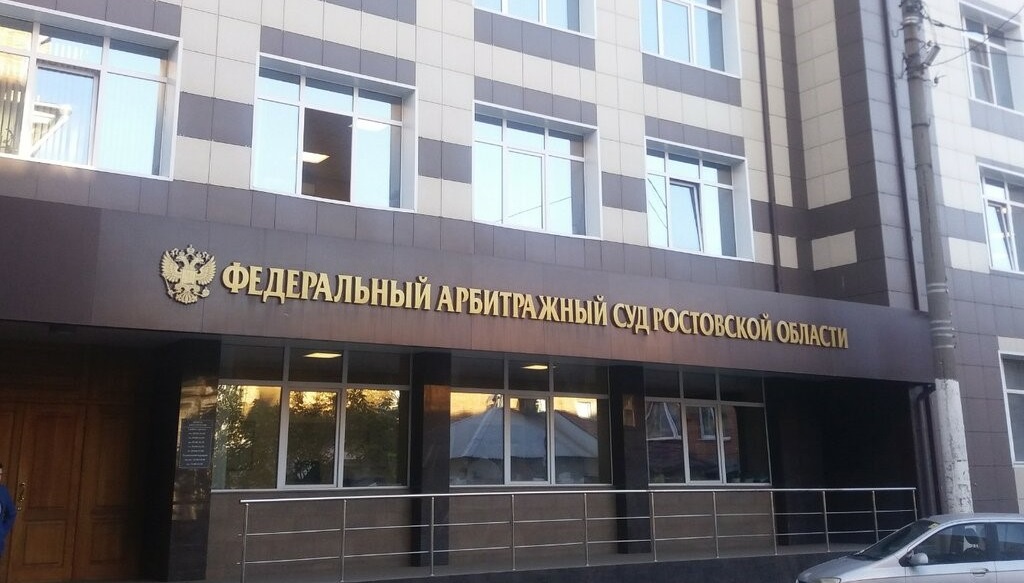 ФЕДЕРАЛЬНЫЙ АРБИТРАЖНЫЙ СУД РОСТОВСКОЙ ОБЛАСТИ